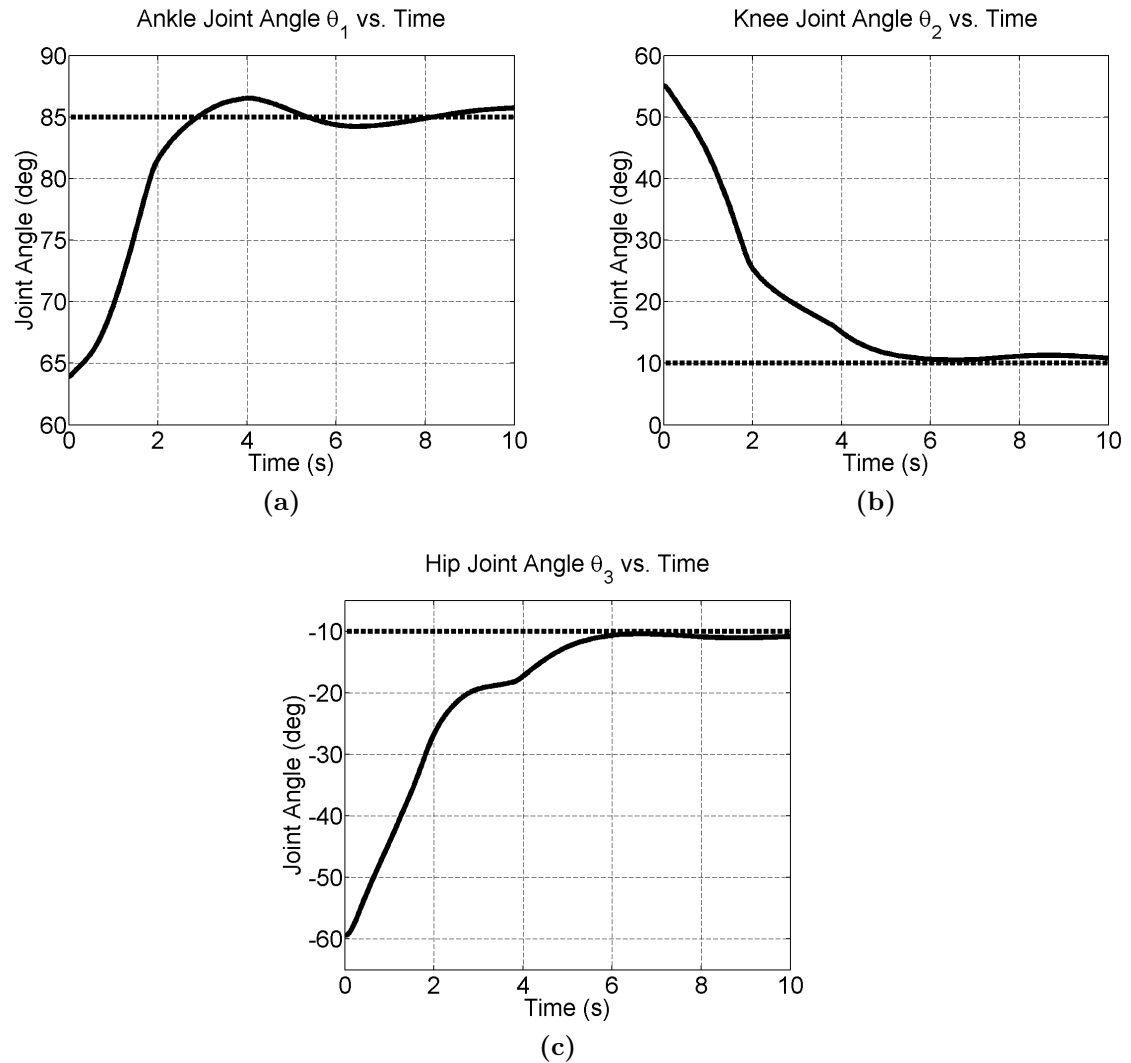 Ankle Joint Angle θ1 vs. Time
90
85
80
75
70
65
60
Joint Angle (deg)
0 2 4 6 8 10
Time (s)
(a)
Knee Joint Angle θ2 vs. Time
60
50
40
30
20
10
0
Joint Angle (deg)
0 2 4 6 8 10
Time (s)
(b)
Hip Joint Angle θ3 vs. Time
-10
-20
-30
-40
-50
-60
Joint Angle (deg)
0 2 4 6 8 10
Time (s)
(c)